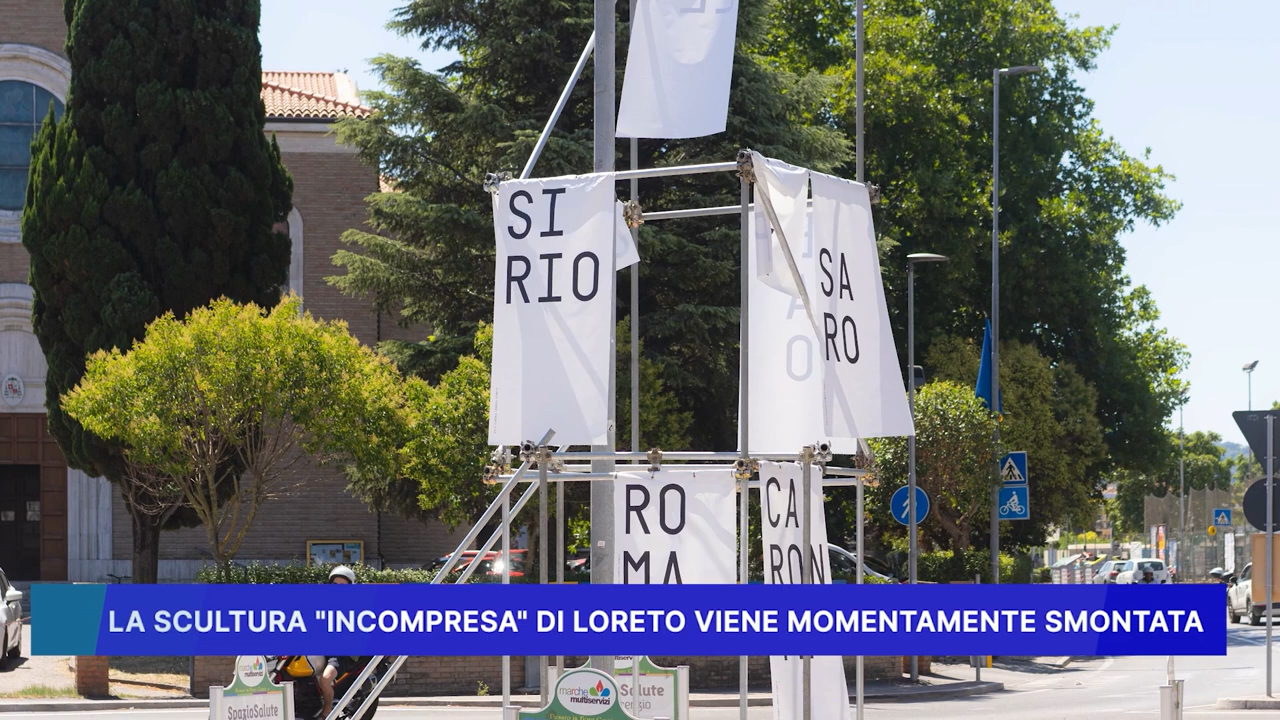 SI
RIO
SA
RO
RO
MA
CA
RON
LA SCULTURA "INCOMPRESA" DI LORETO VIENE MOMENTAMENTE SMONTATA
marche
multiservizi
SpazioSalute
Salute